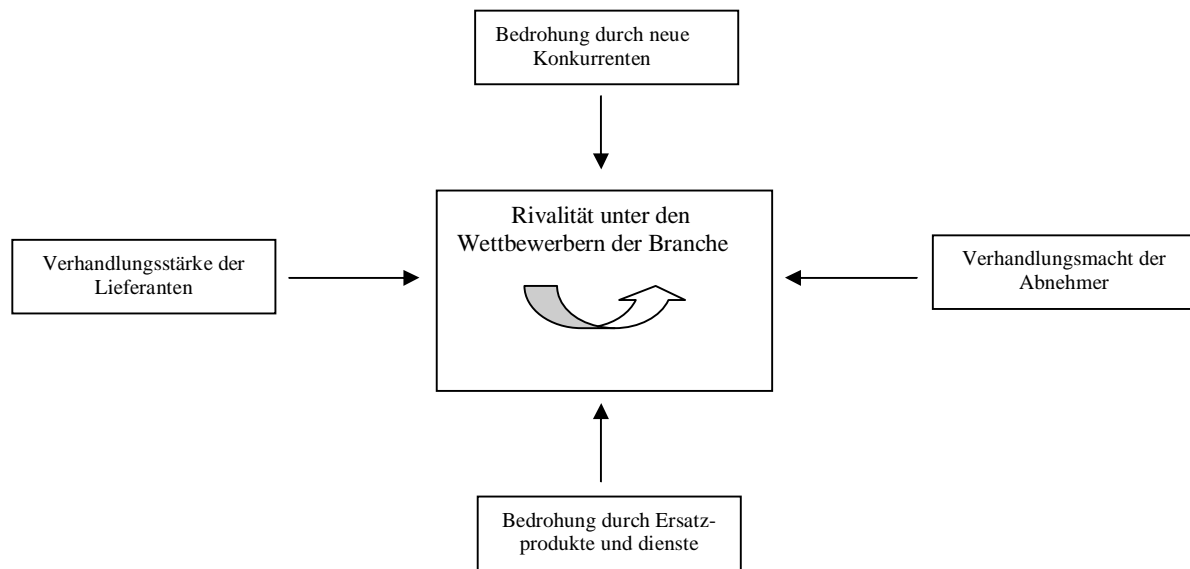 Bedrohung durch neue
Konkurrenten
Rivalität unter den
Wettbewerbern der Branche
Verhandlungsstärke der
Lieferanten
Verhandlungsmacht der
Abnehmer
Bedrohung durch Ersatz-
produkte und dienste